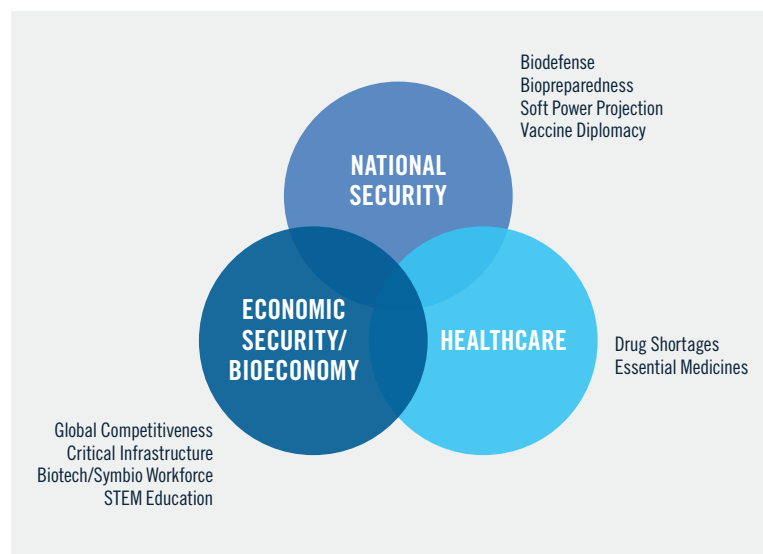 Biodefense
Biopreparedness
Soft Power Projection
Vaccine Diplomacy
NATIONAL
SECURITY
ECONOMIC
SECURITY/
BIOECONOMY
HEALTHCARE
Drug Shortages
Essential Medicines
Global Competitiveness
Critical Infrastructure
Biotech/Symbio Workforce
STEM Education